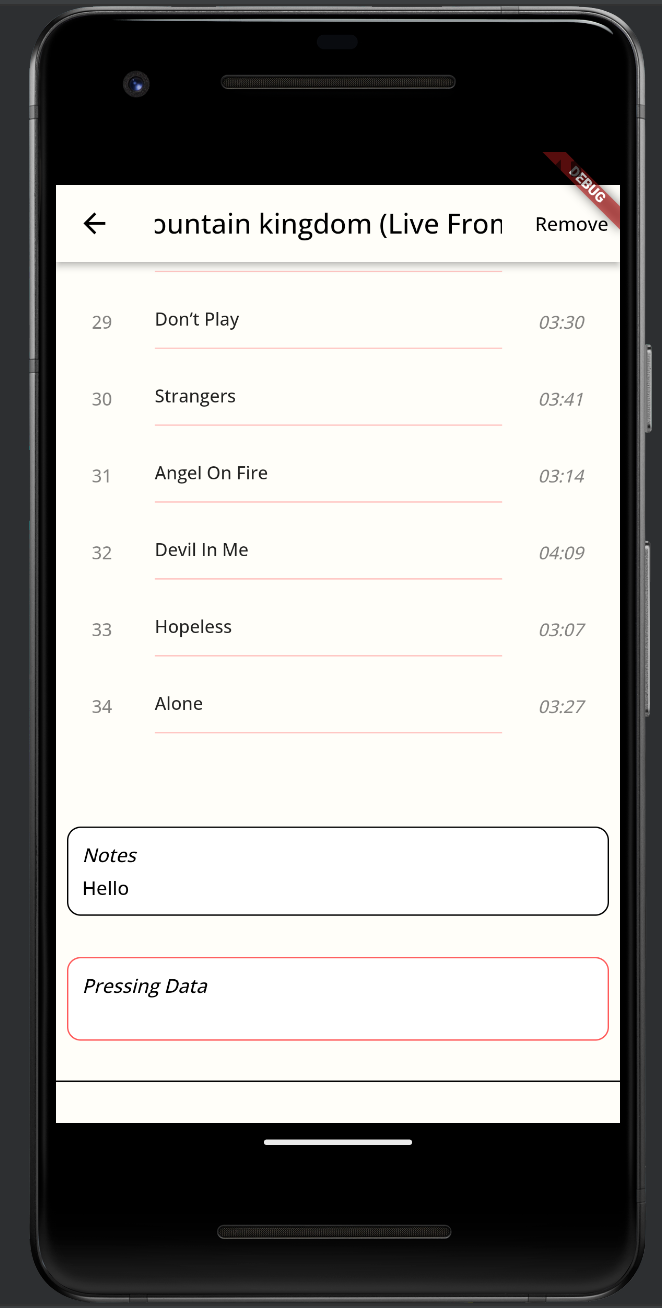 DEBUG
ountain kingdom (Live Fron
Remove
29 Don’t Play 03:30
30 Strangers 03:41
31 Angel On Fire 03:14
32 Devil In Me 04:09
33 Hopeless 03:07
34 Alone 03:27
Notes
Hello
Pressing Data